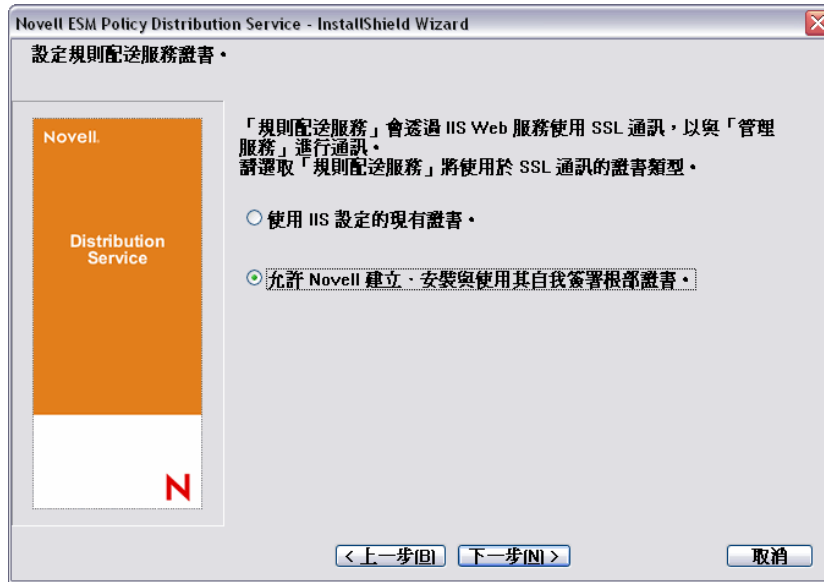 Novell ESM Policy Distribution Service - InstallShield Wizard
設定規則配送服務證書。
Novell.
Distribution
Service
N
「規則配送服務」會透過 IIS Web 服務使用 SSL 通訊，以與「管理
服務」進行通訊。
請選取「規則配送服務」將使用於 SSL 通訊的證書類型。
使用 IIS 設定的現有證書。
允許 Novell 建立、安裝與使用其自我簽署根部證書。
< 上一步(B)
下一步(N) >
取消